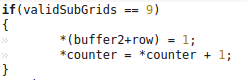 if(validSubGrids == 9)
{
»       *(buffer2+row) = 1;
»       *counter = *counter + 1;
}